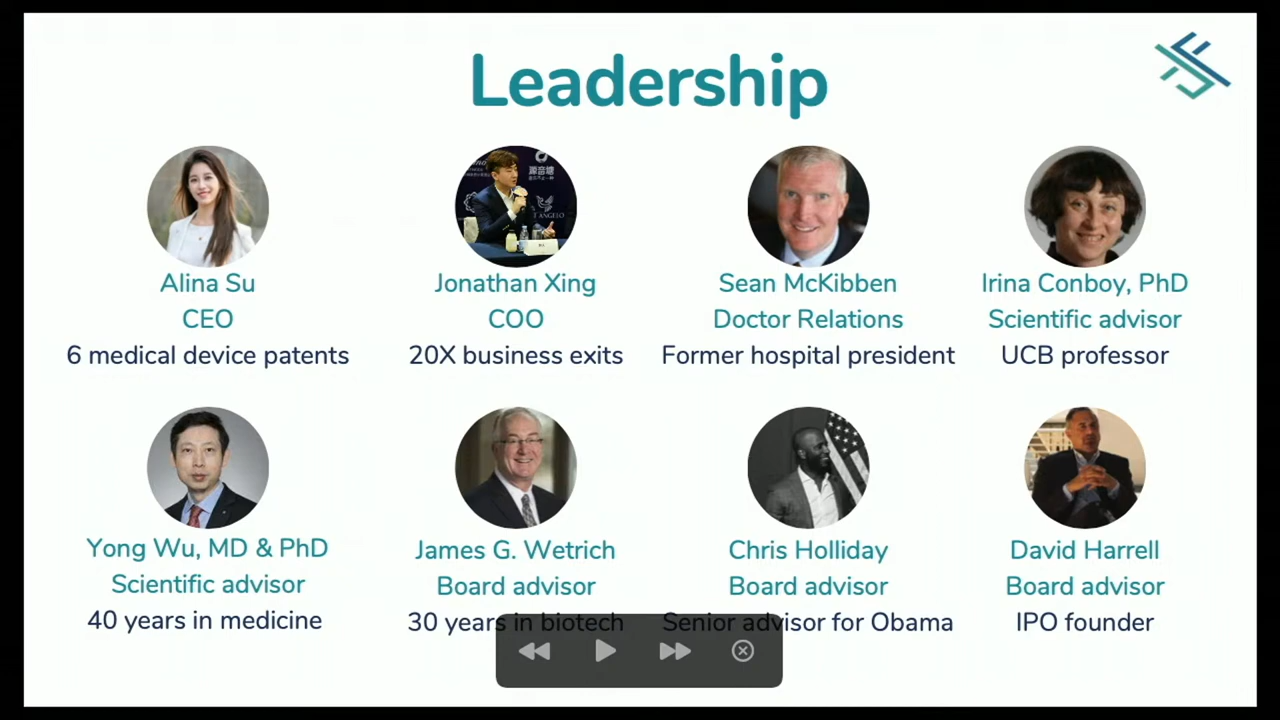 Leadership
Alina Su
CEO
6 medical device patents
Jonathan Xing
COO
20X business exits
Sean McKibben
Doctor Relations
Former hospital president
Irina Conboy, PhD
Scientific advisor
UCB professor
Yong Wu, MD & PhD
Scientific advisor
40 years in medicine
James G. Wetrich
Board advisor
30 years in biotech
Chris Holliday
Board advisor
Senior advisor for Obama
David Harrell
Board advisor
IPO founder